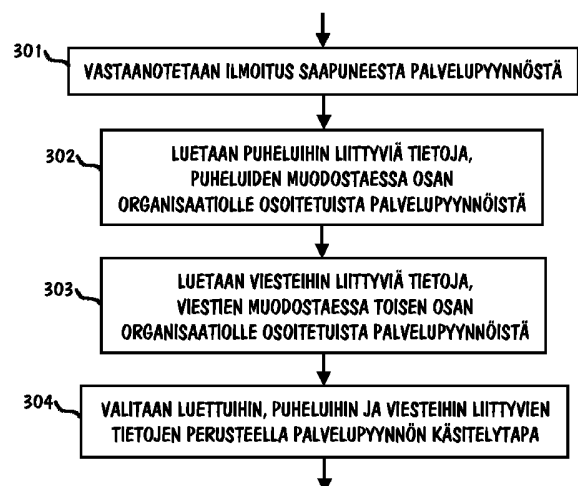 301
VASTAANOTETAAN ILMOITUS SAAPUNEESTA PALVELUPYYNNÖSTÄ
302
LUETAAN PUHELUIHIN LIITTYVIÄ TIETOJA,
PUHELUIDEN MUODOSTAESSA OSAN
ORGANISAATIOLLE OSOITETUISTA PALVELUPYYNNÖISTÄ
303
LUETAAN VIESTEIHIN LIITTYVIÄ TIETOJA,
VIESTIEN MUODOSTAESSA TOISEN OSAN
ORGANISAATIOLLE OSOITETUISTA PALVELUPYYNNÖISTÄ
304
VALITAAN LUETTUIHIN, PUHELUIHIN JA VIESTEIHIN LIITTYVIEN
TIETOJEN PERUSTEELLA PALVELUPYYNNÖN KÄSITELYTAPA